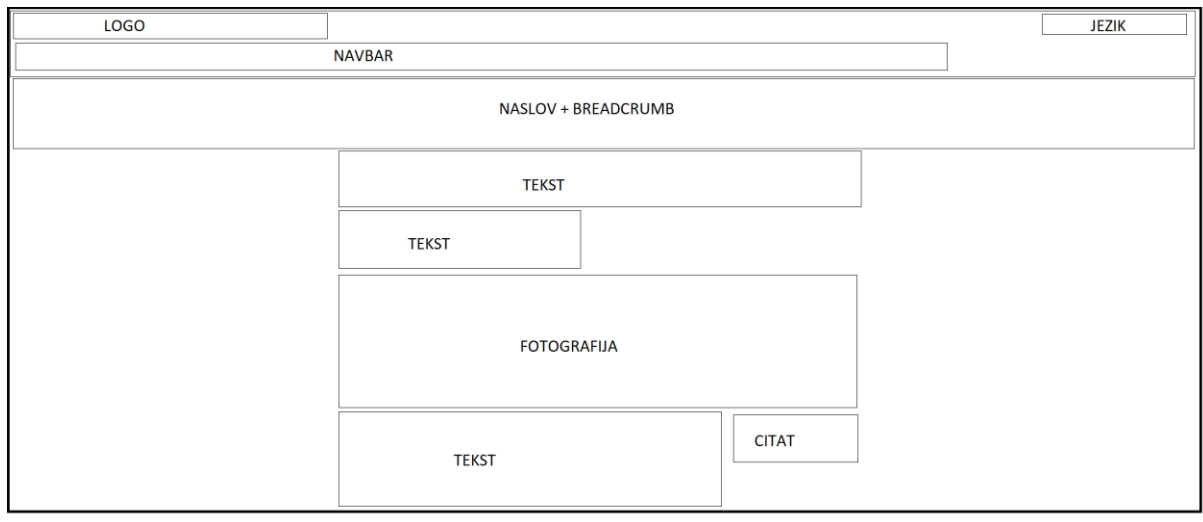 LOGO
JEZIK
NAVBAR
NASLOV + BREADCRUMB
TEKST
TEKST
FOTOGRAFIJA
TEKST
CITAT